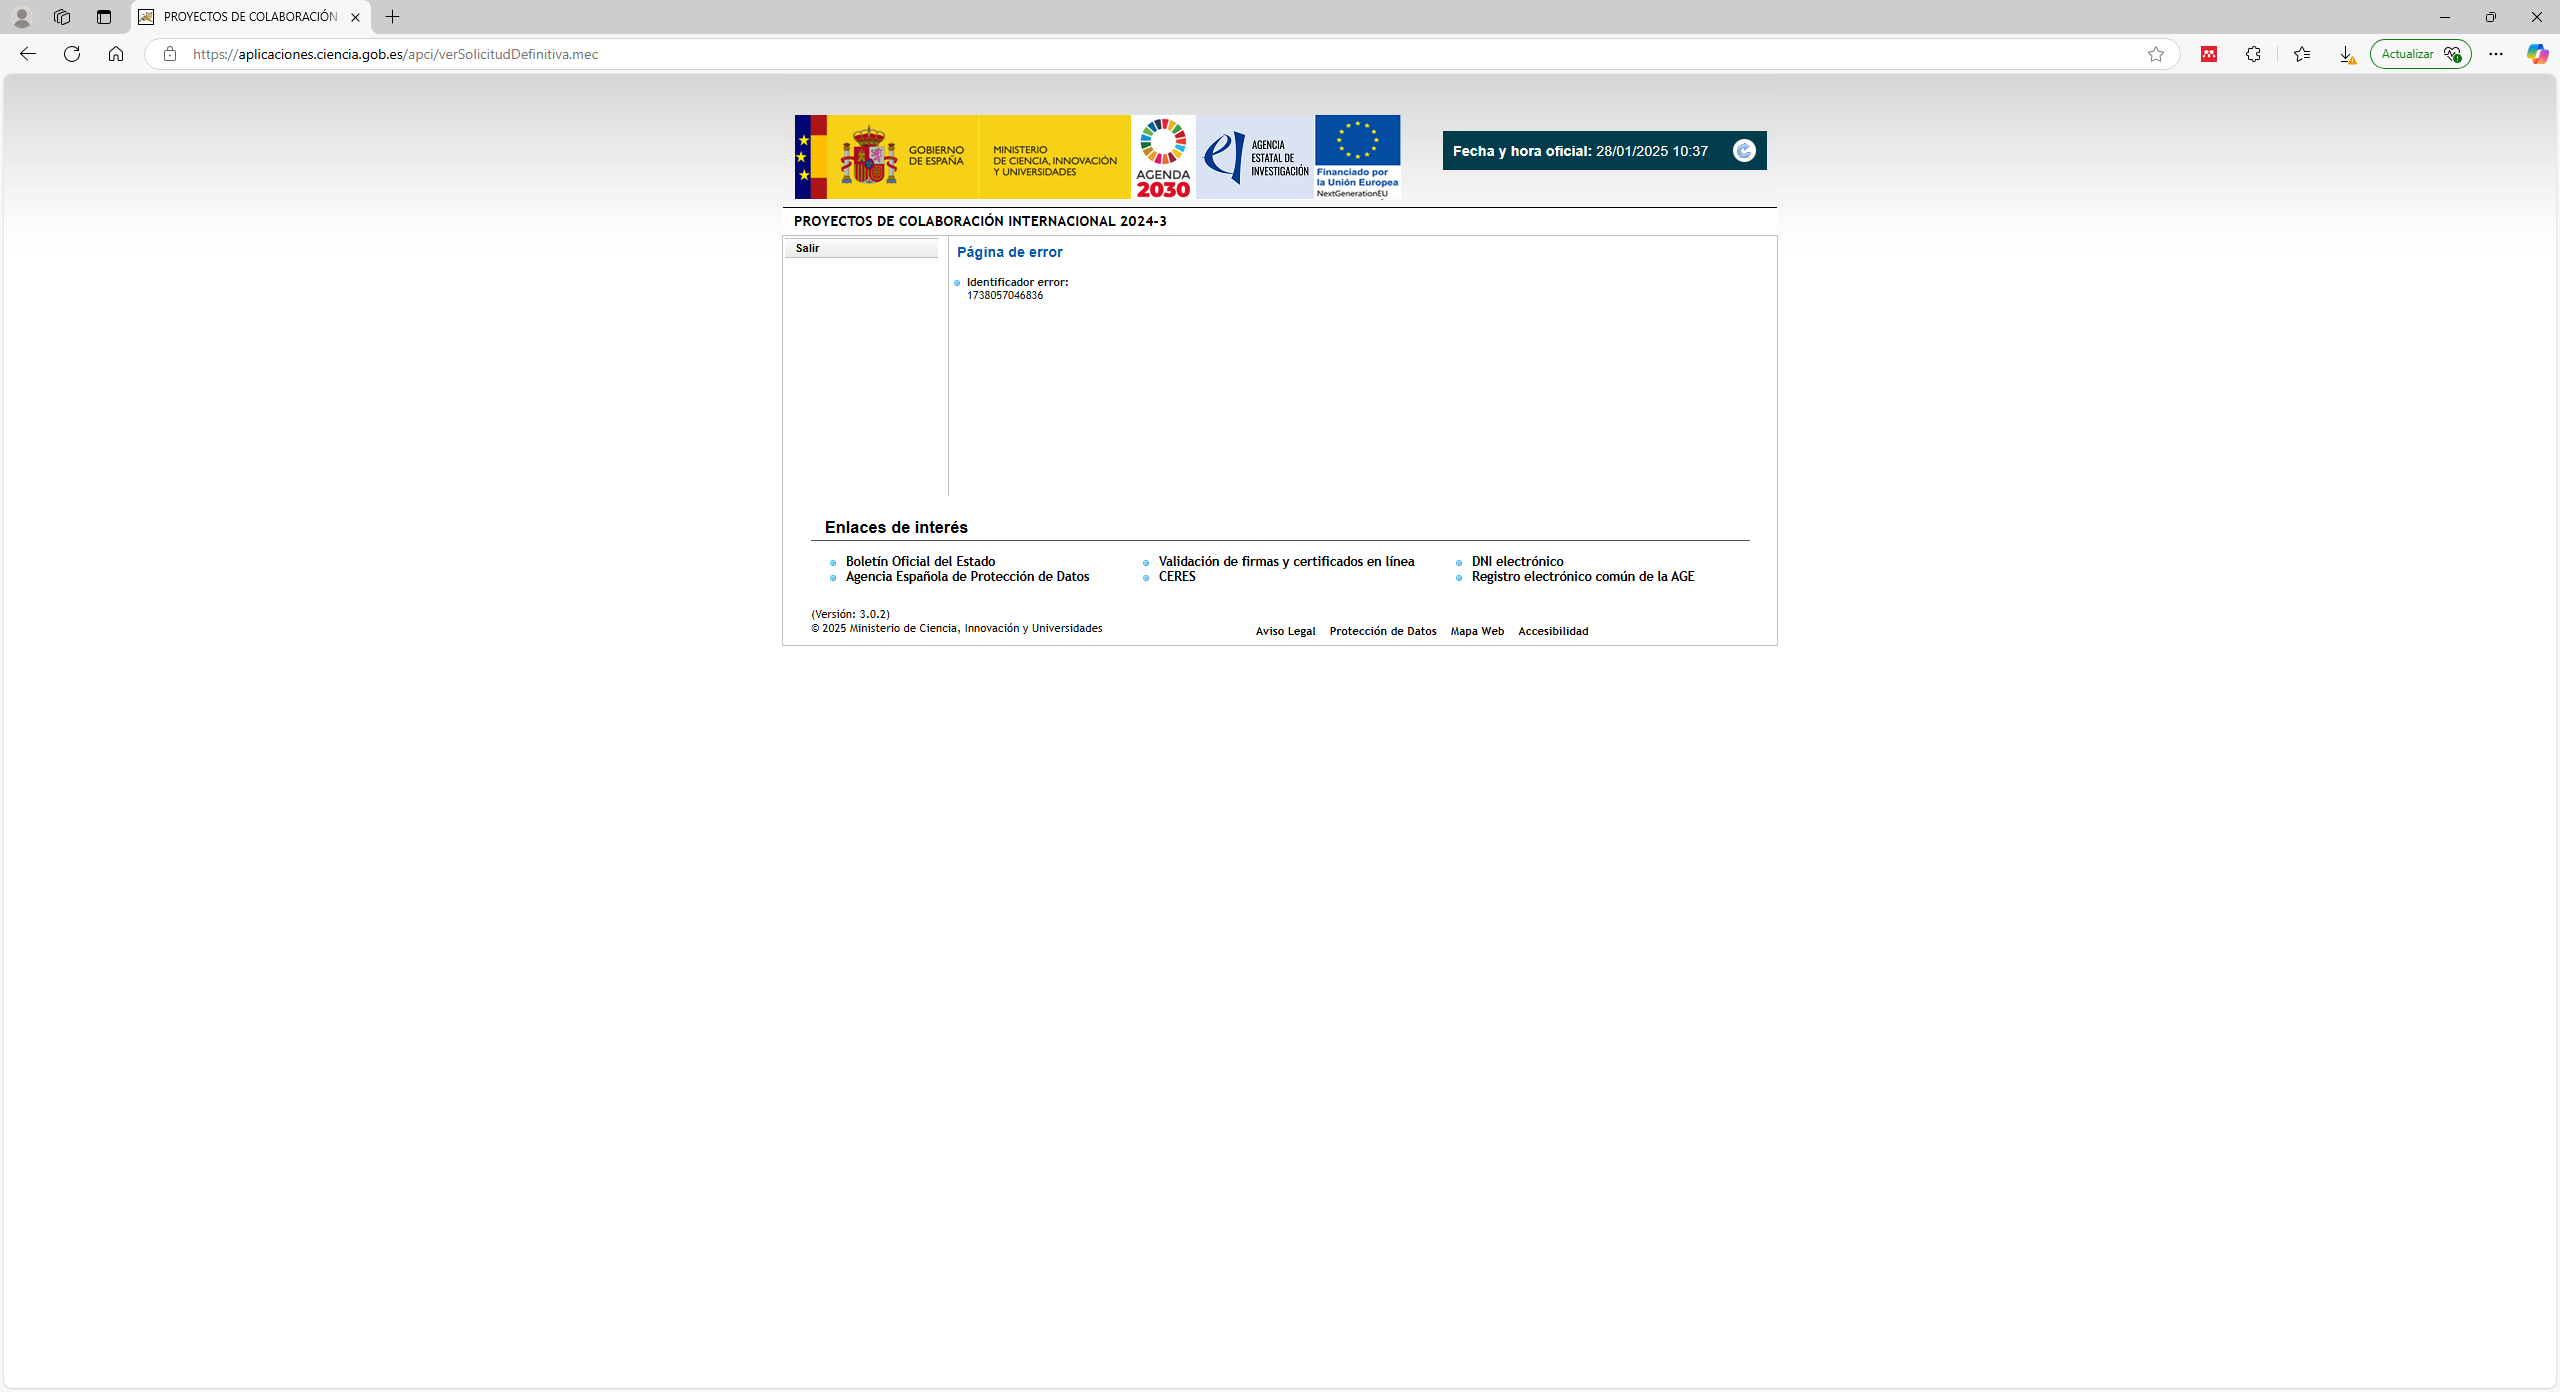 PROYECTOS DE COLABORACIÓN
https://aplicaciones.ciencia.gob.es/apci/verSolicitudDefinitiva.mec
Actualizar
GOBIERNO
DE ESPAÑA
MINISTERIO
DE CIENCIA, INNOVACIÓN
Y UNIVERSIDADES
AGENDA
2030
AGENCIA
ESTATAL DE
INVESTIGACIÓN
Financiado por
la Unión Europea
NextGenerationEU
Fecha y hora oficial: 28/01/2025 10:37
PROYECTOS DE COLABORACIÓN INTERNACIONAL 2024-3
Salir
Página de error
Identificador error:
1738057046836
Enlaces de interés
Boletín Oficial del Estado
Agencia Española de Protección de Datos
Validación de firmas y certificados en línea
CERES
DNI electrónico
Registro electrónico común de la AGE
(Versión: 3.0.2)
© 2025 Ministerio de Ciencia, Innovación y Universidades
Aviso Legal Protección de Datos Mapa Web Accesibilidad